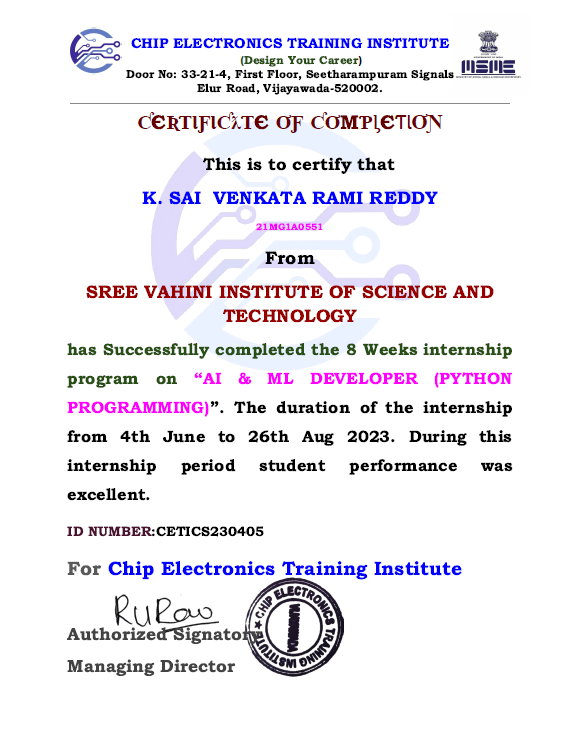 CHIP ELECTRONICS TRAINING INSTITUTE
(Design Your Career)
Door No: 33-21-4, First Floor, Seetharampuram Signals
Elur Road, Vijayawada-520002.
MSME
CERTIFICATE OF COMPLETION
This is to certify that
K. SAI VENKATA RAMI REDDY
21MG1A0551
From
SREE VAHINI INSTITUTE OF SCIENCE AND
TECHNOLOGY
has Successfully completed the 8 Weeks internship
program on “AI & ML DEVELOPER (PYTHON
PROGRAMMING)”. The duration of the internship
from 4th June to 26th Aug 2023. During this
internship period student performance was
excellent.
ID NUMBER:CETICS230405
For Chip Electronics Training Institute
RURao
Authorized Signatory
Managing Director
CHIP ELECTRONICS TRAINING INSTITUTE